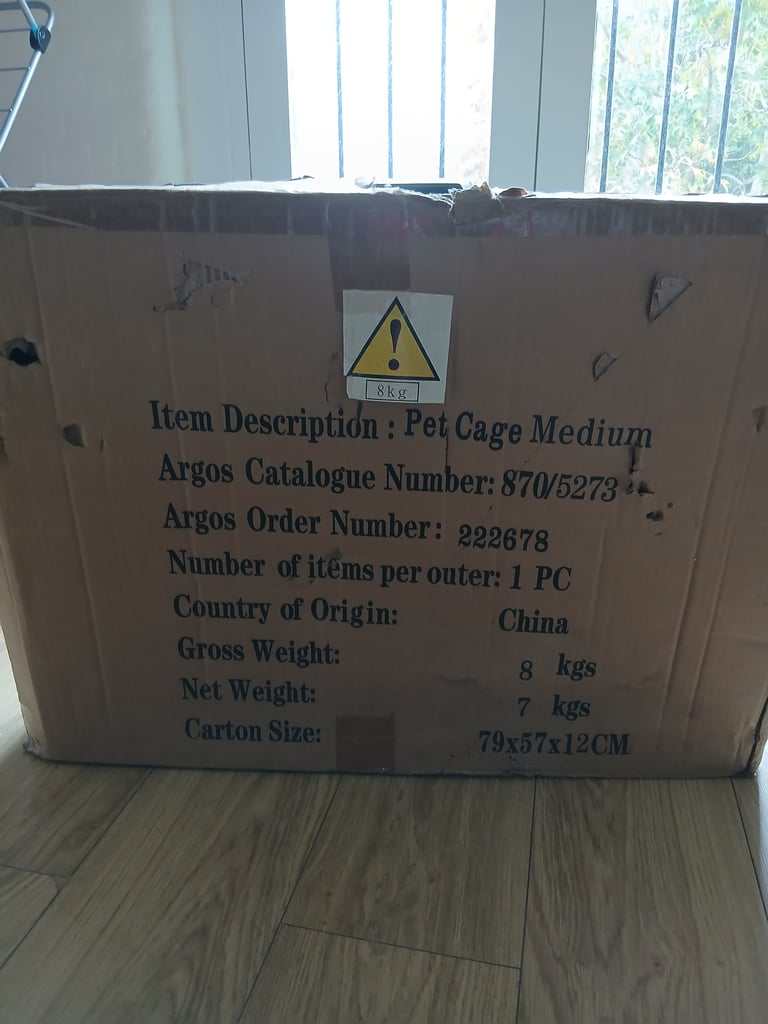 8kg
Item Description : Pet Cage Medium
Argos Catalogue Number: 870/5273
Argos Order Number: 222678
Number of items per outer: 1 PC
Country of Origin: China
Gross Weight: 8 kgs
Net Weight: 7 kgs
Carton Size: 79x57x12CM